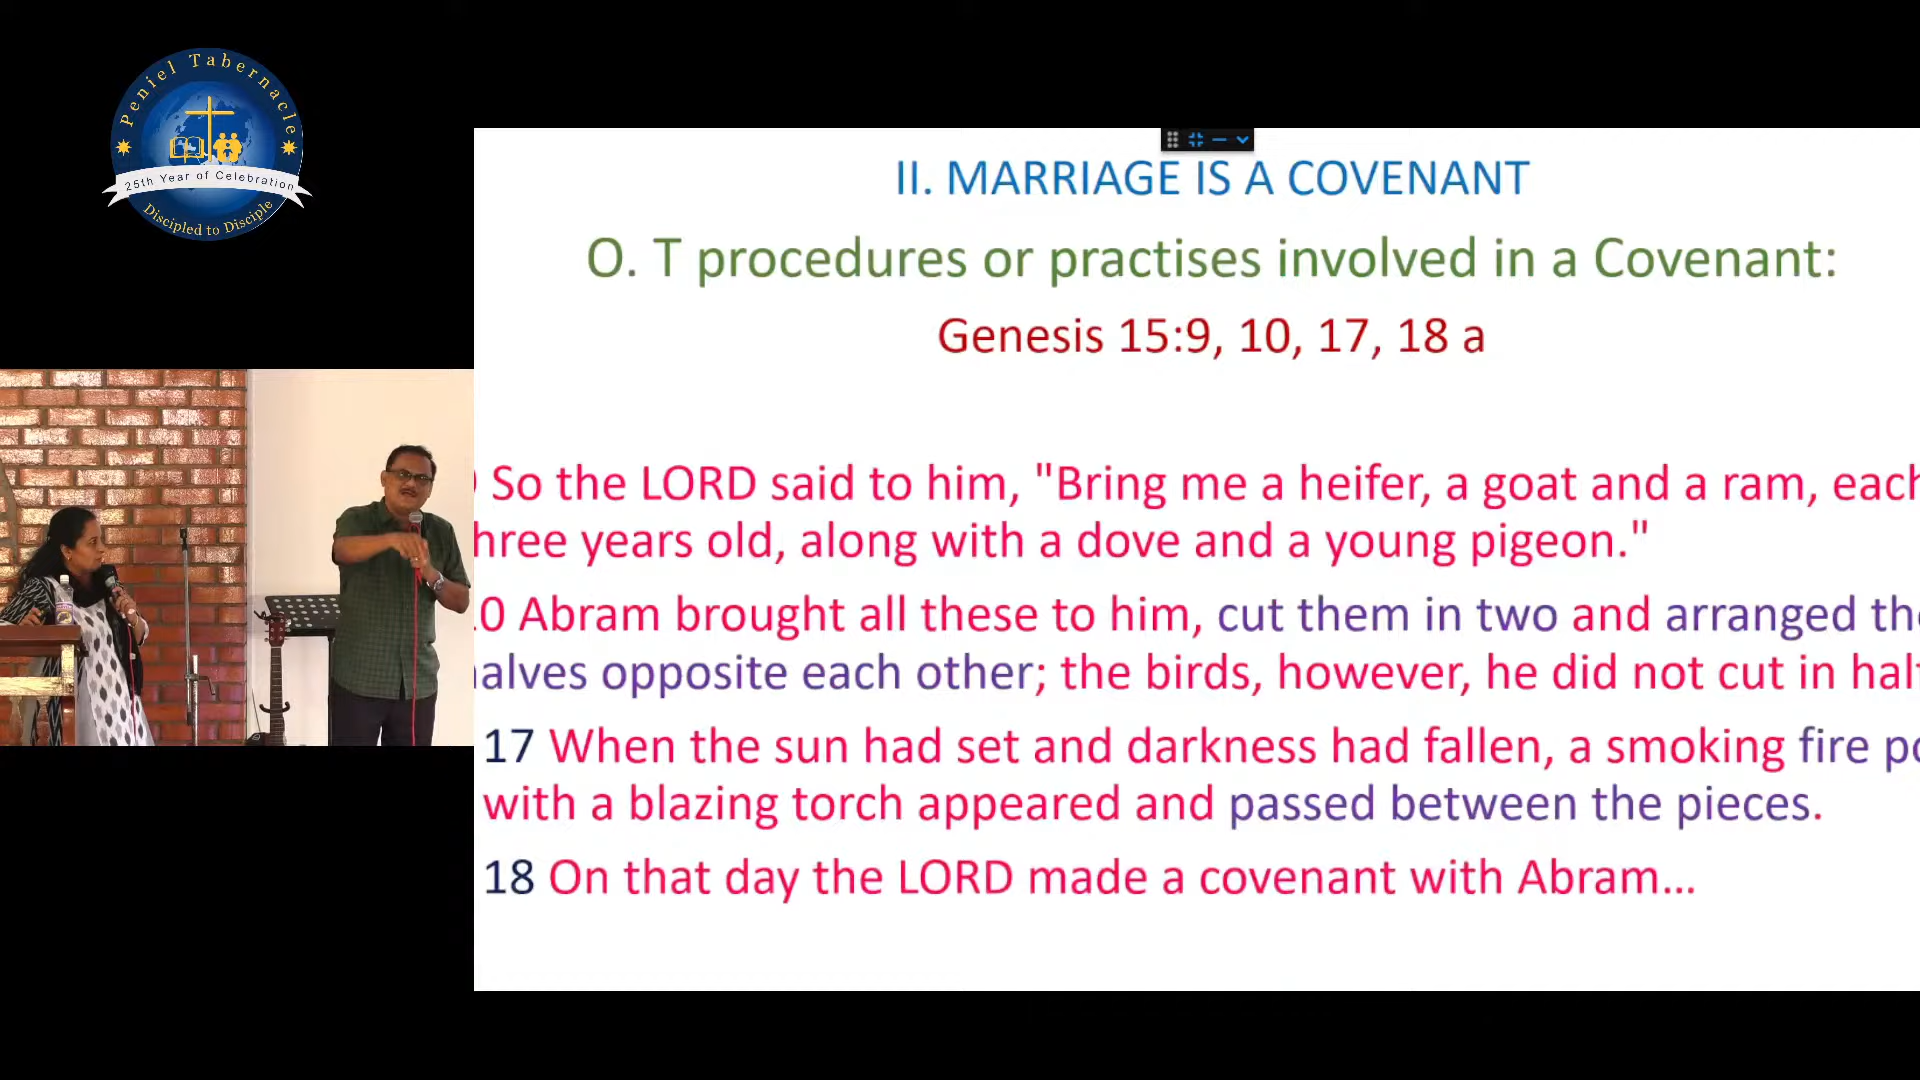 Peniel Tabernacle
25th Year of Celebration
Discipled to Disciple
II. MARRIAGE IS A COVENANT
O. T procedures or practises involved in a Covenant:
Genesis 15:9, 10, 17, 18 a
So the LORD said to him, "Bring me a heifer, a goat and a ram, each
hree years old, along with a dove and a young pigeon."
0 Abram brought all these to him, cut them in two and arranged the
alves opposite each other; the birds, however, he did not cut in half
17 When the sun had set and darkness had fallen, a smoking fire po
with a blazing torch appeared and passed between the pieces.
18 On that day the LORD made a covenant with Abram...